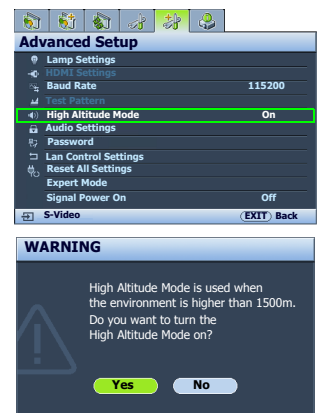 Advanced Setup
Lamp Settings
HDMI Settings
Baud Rate 115200
Test Pattern
High Altitude Mode On
Audio Settings
Password
Lan Control Settings
Reset All Settings
Expert Mode
Signal Power On Off
S-Video EXIT Back
WARNING
High Altitude Mode is used when
the environment is higher than 1500m.
Do you want to turn the
High Altitude Mode on?
Yes No